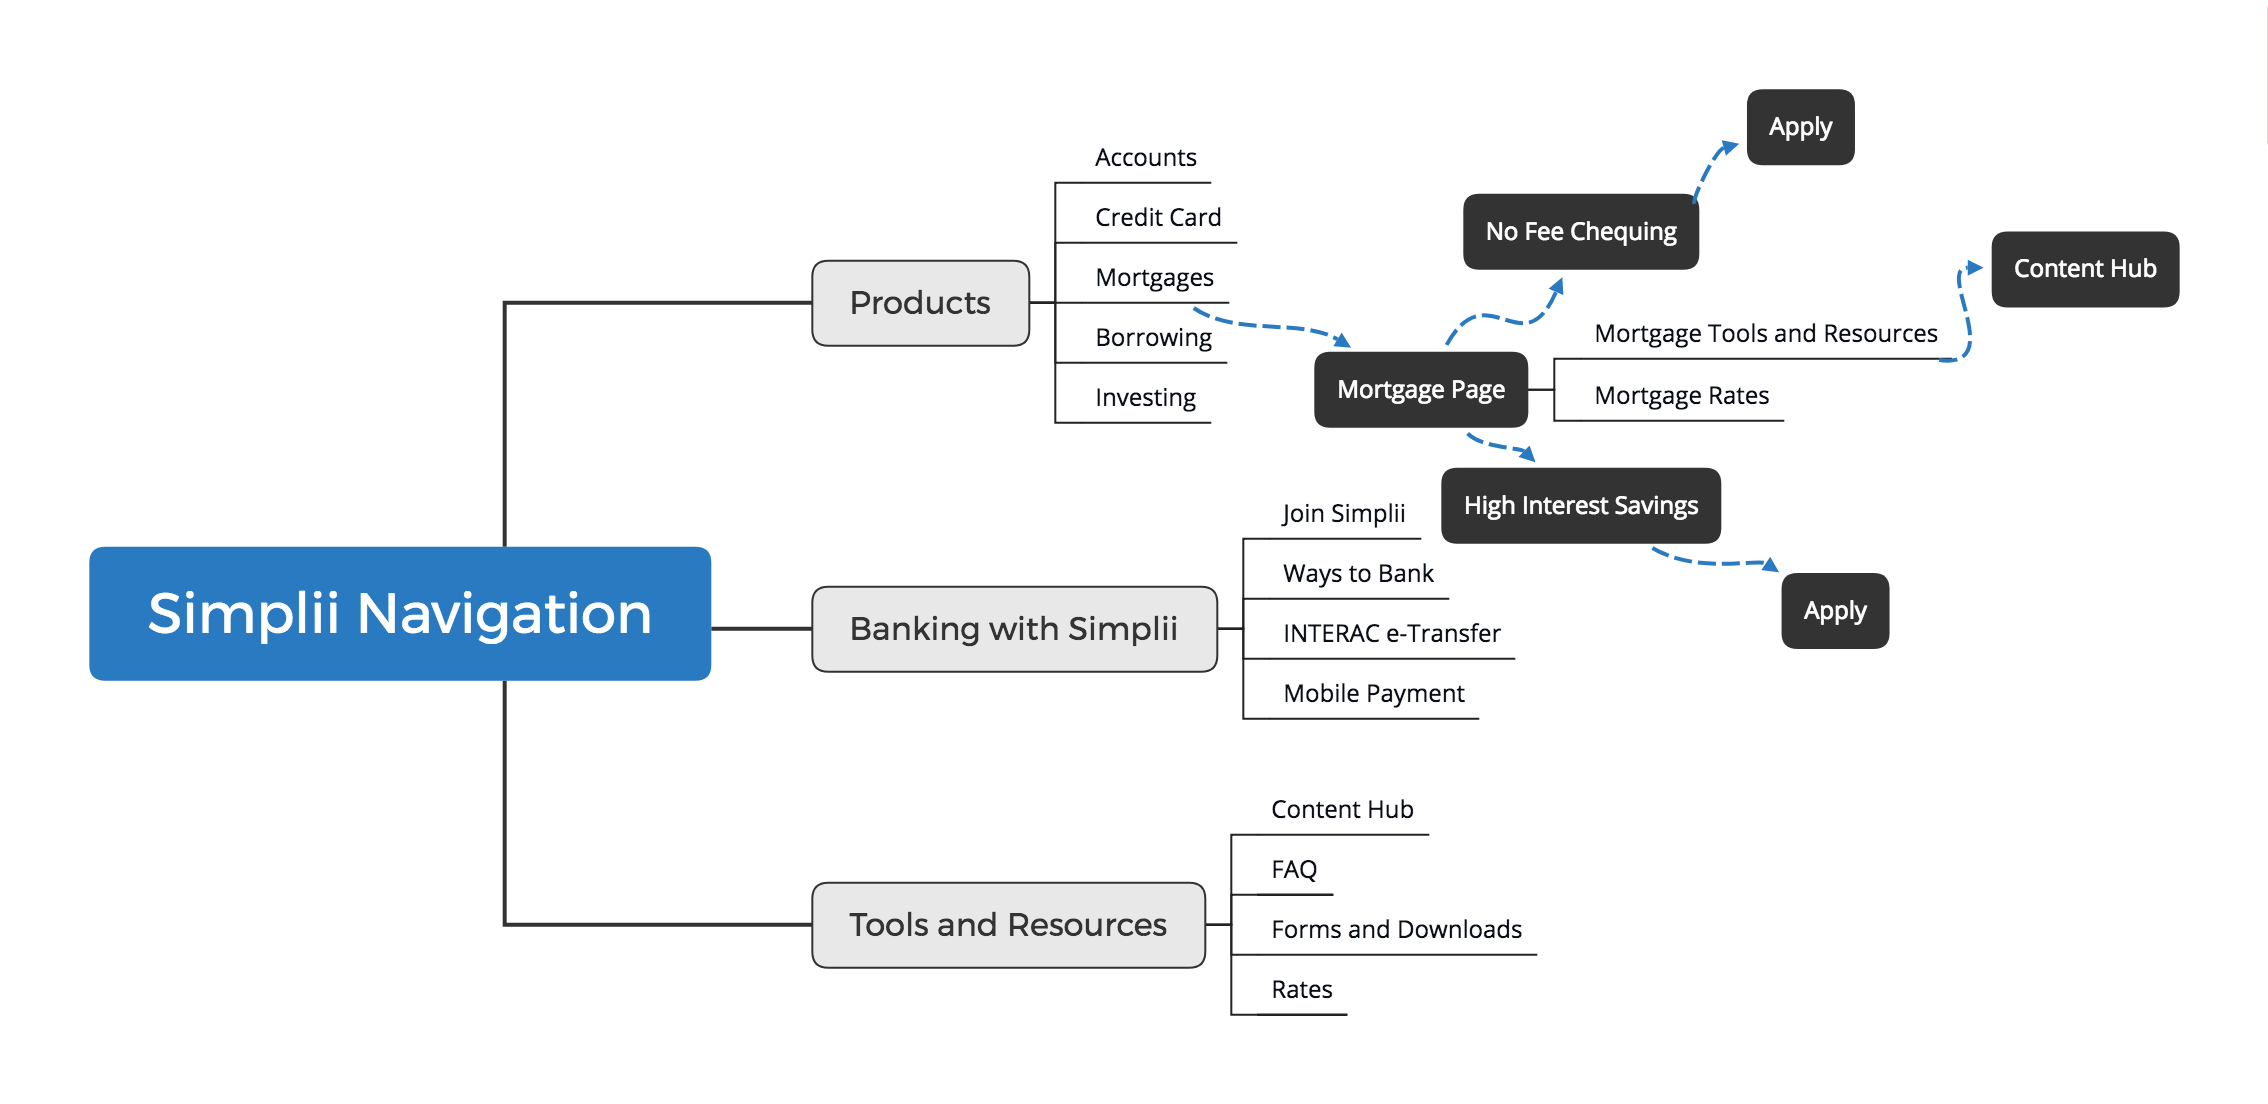 Simplii Navigation
Products
Accounts
Credit Card
Mortgages
Borrowing
Investing
Mortgage Page
No Fee Chequing
Apply
Mortgage Tools and Resources
Mortgage Rates
Content Hub
High Interest Savings
Apply
Banking with Simplii
Join Simplii
Ways to Bank
INTERAC e-Transfer
Mobile Payment
Tools and Resources
Content Hub
FAQ
Forms and Downloads
Rates